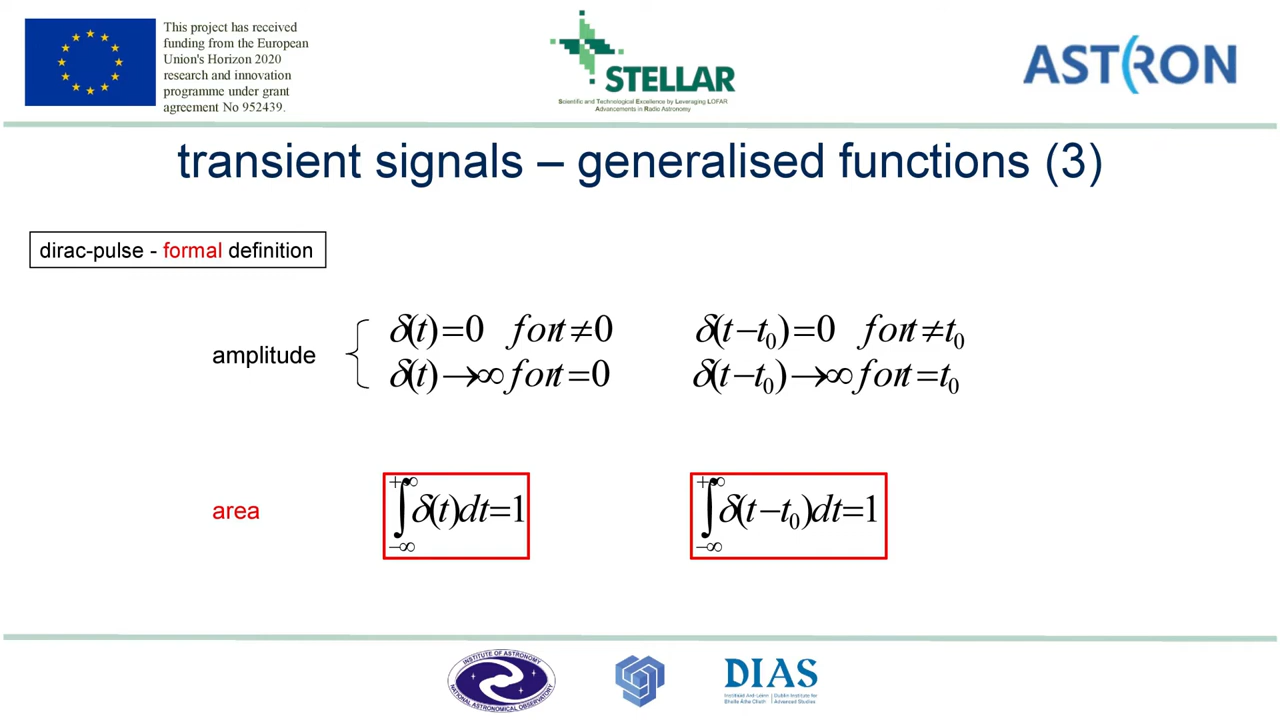 This project has received
funding from the European
Union's Horizon 2020
research and innovation
programme under grant
agreement No 952439.
STELLAR
Scientific and Technological Excellence by Leveraging LOFAR
Advancements in Radio Astronomy
ASTRON
transient signals – generalised functions (3)
dirac-pulse - formal definition
amplitude
δ(t)=0 for t≠0
δ(t−t₀)=0 for t≠t₀
δ(t)→∞ for t=0
δ(t−t₀)→∞ for t=t₀
area
∫_{−∞}^{+∞} δ(t)dt=1
∫_{−∞}^{+∞} δ(t−t₀)dt=1
INSTITUTE OF ASTRONOMY
NATIONAL ASTRONOMICAL OBSERVATORY
DIAS
Institiúid Ard-Léinn
Bhaile Átha Cliath
Dublin Institute for
Advanced Studies